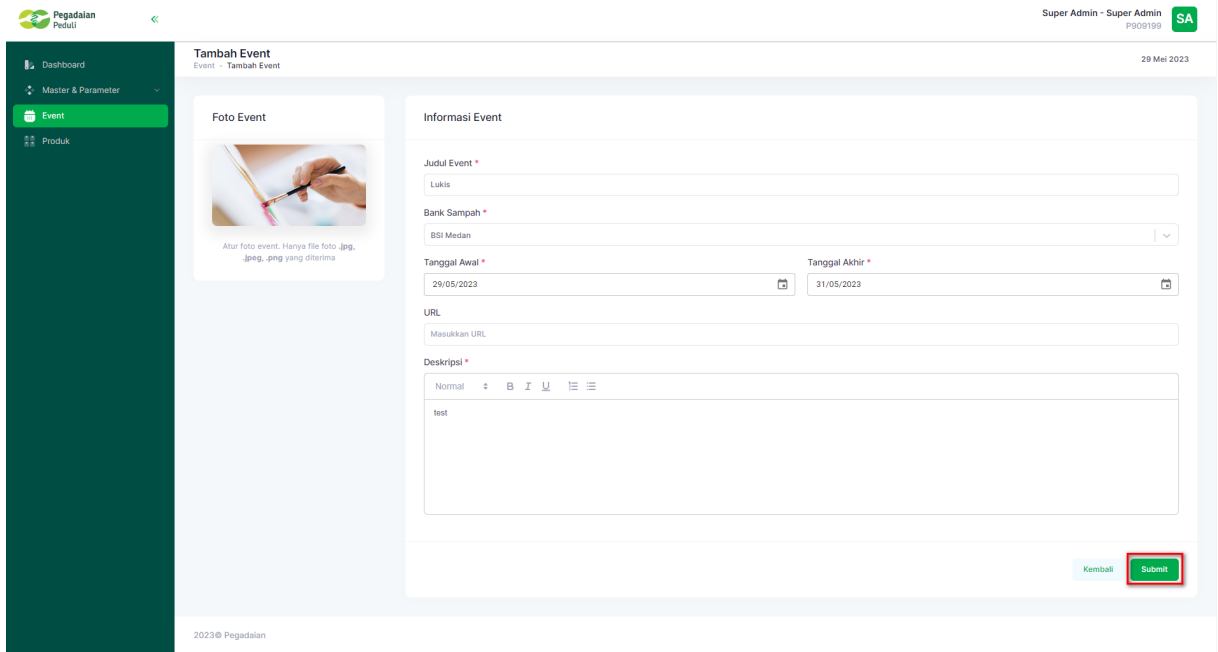 Pegadaian
Peduli
Super Admin - Super Admin
P909199
SA
Dashboard
Master & Parameter
Event
Produk
Tambah Event
Event - Tambah Event
29 Mei 2023
Foto Event
Atur foto event. Hanya file foto .jpg,
.jpeg, .png yang diterima
Informasi Event
Judul Event *
Lukis
Bank Sampah *
BSI Medan
Tanggal Awal *
Tanggal Akhir *
29/05/2023
31/05/2023
URL
Masukkan URL
Deskripsi *
Normal B I U
test
Kembali
Submit
2023© Pegadaian